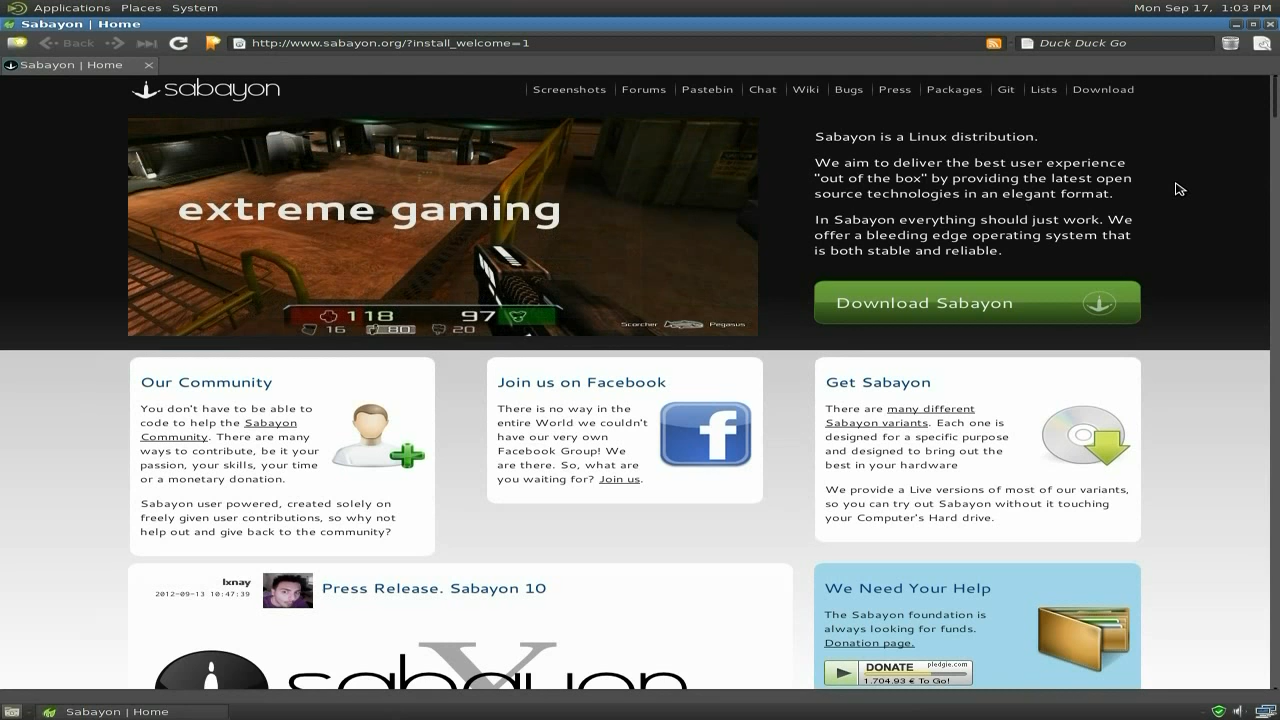 Applications Places System
Mon Sep 17, 1:03 PM
Sabayon | Home
Back
http://www.sabayon.org/?install_welcome=1
Duck Duck Go
Sabayon | Home
sabayon
Screenshots Forums Pastebin Chat Wiki Bugs Press Packages Git Lists Download
extreme gaming
118 97
16 80 20
Scorcher Pegasus
Sabayon is a Linux distribution.
We aim to deliver the best user experience
"out of the box" by providing the latest open
source technologies in an elegant format.
In Sabayon everything should just work. We
offer a bleeding edge operating system that
is both stable and reliable.
Download Sabayon
Our Community
You don't have to be able to
code to help the Sabayon
Community. There are many
ways to contribute, be it your
passion, your skills, your time
or a monetary donation.
Sabayon user powered, created solely on
freely given user contributions, so why not
help out and give back to the community?
Join us on Facebook
There is no way in the
entire World we couldn't
have our very own
Facebook Group! We
are there. So, what are
you waiting for? Join us.
f
Get Sabayon
There are many different
Sabayon variants. Each one is
designed for a specific purpose
and designed to bring out the
best in your hardware
We provide a Live versions of most of our variants,
so you can try out Sabayon without it touching
your Computer's Hard drive.
lxnay
2012-09-13 10:47:39
Press Release. Sabayon 10
X
sabayon
We Need Your Help
The Sabayon foundation is
always looking for funds.
Donation page.
DONATE pledgie.com
1.704.93 € To Go!
Sabayon | Home